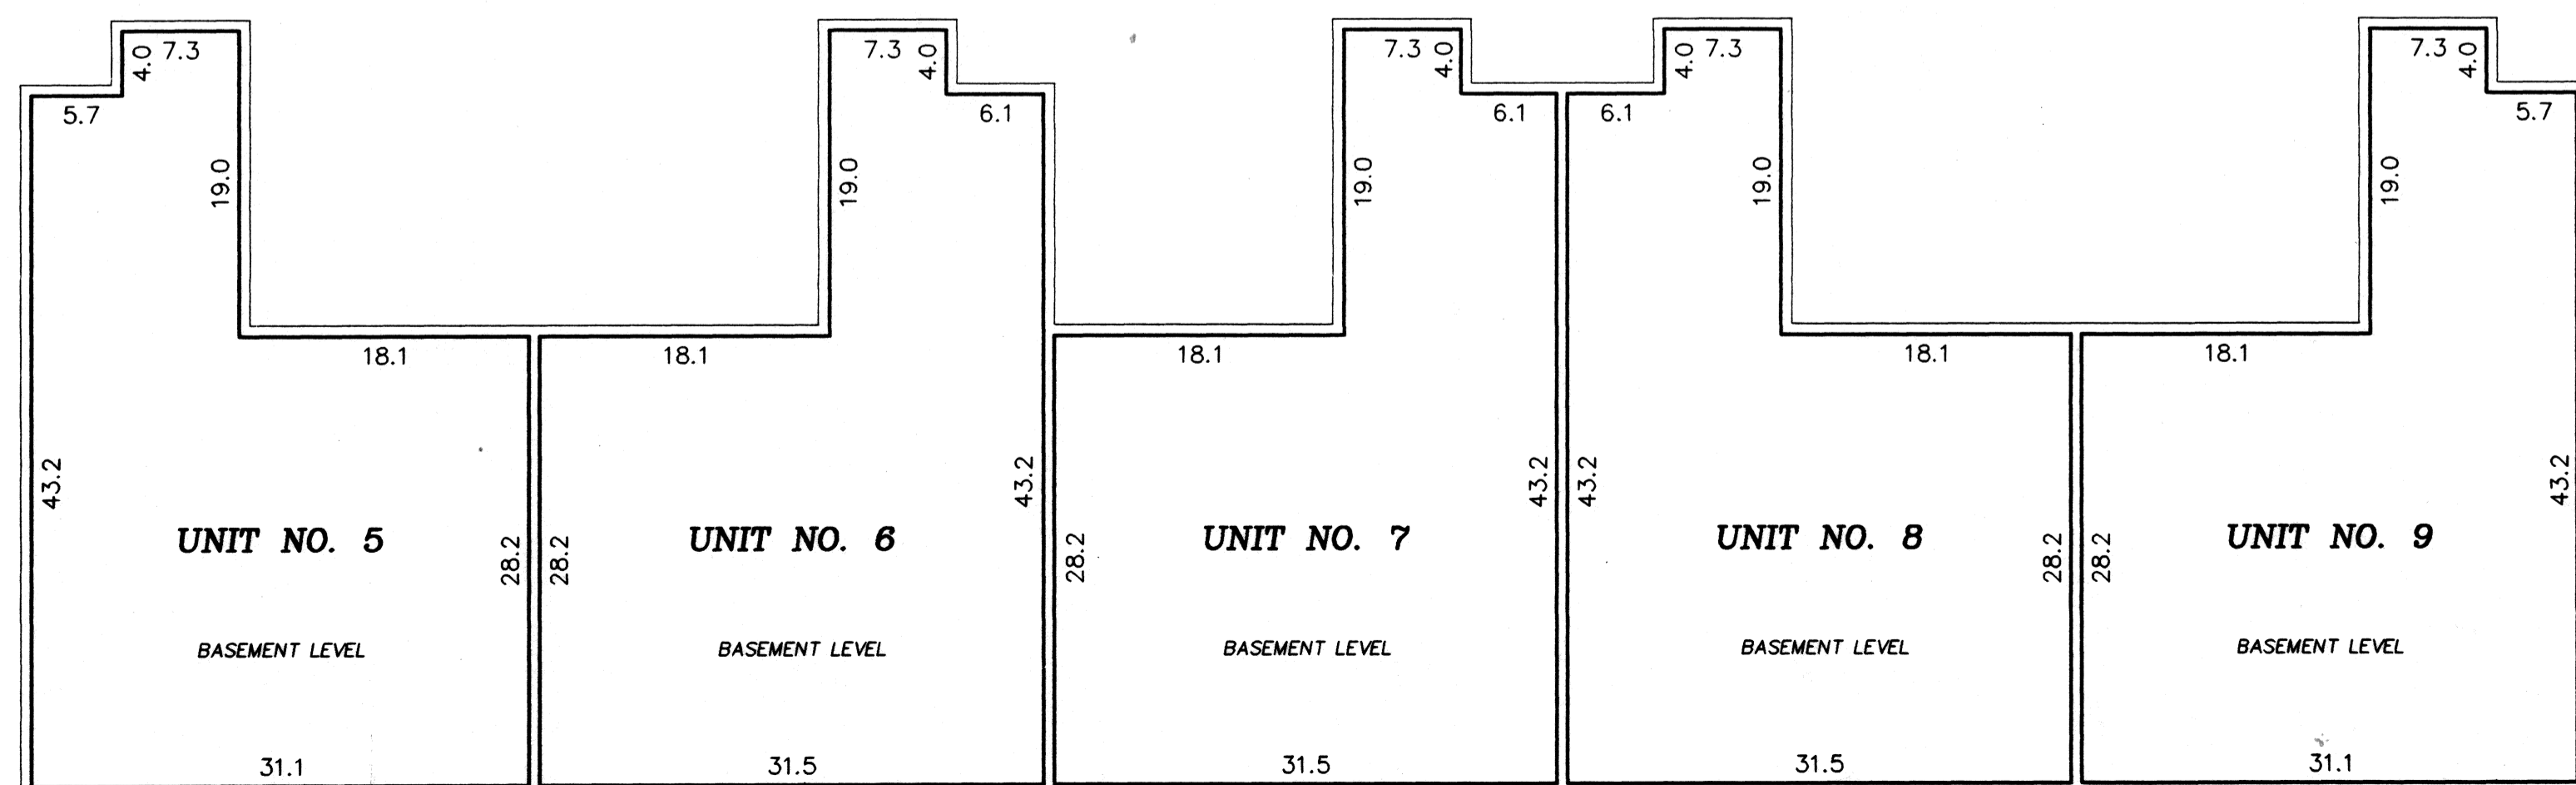 7.3 4.0 5.7 19.0 18.1 43.2 28.2
UNIT NO. 5
BASEMENT LEVEL
31.1
7.3 4.0 6.1 19.0 18.1 28.2 43.2
UNIT NO. 6
BASEMENT LEVEL
31.5
7.3 4.0 6.1 19.0 18.1 28.2 43.2
UNIT NO. 7
BASEMENT LEVEL
31.5
4.0 7.3 6.1 19.0 18.1 43.2 28.2
UNIT NO. 8
BASEMENT LEVEL
31.5
7.3 4.0 5.7 19.0 18.1 28.2 43.2
UNIT NO. 9
BASEMENT LEVEL
31.1